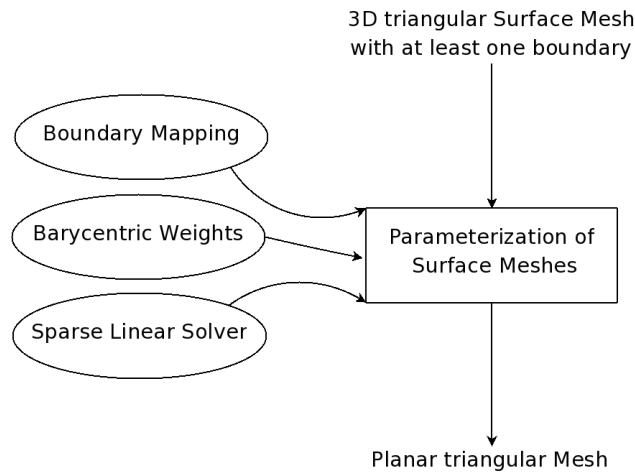 3D triangular Surface Mesh
with at least one boundary
Boundary Mapping
Barycentric Weights
Sparse Linear Solver
Parameterization of
Surface Meshes
Planar triangular Mesh